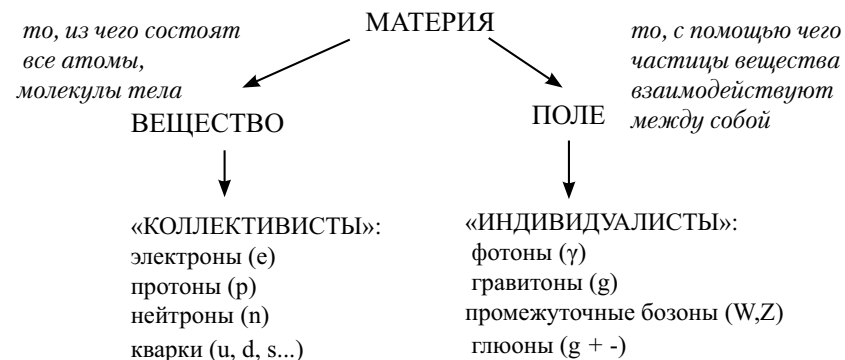 МАТЕРИЯ
то, из чего состоят
все атомы,
молекулы тела
то, с помощью чего
частицы вещества
взаимодействуют
между собой
ВЕЩЕСТВО
ПОЛЕ
«КОЛЛЕКТИВИСТЫ»:
электроны (e)
протоны (p)
нейтроны (n)
кварки (u, d, s...)
«ИНДИВИДУАЛИСТЫ»:
фотоны (γ)
гравитоны (g)
промежуточные бозоны (W,Z)
глюоны (g + -)